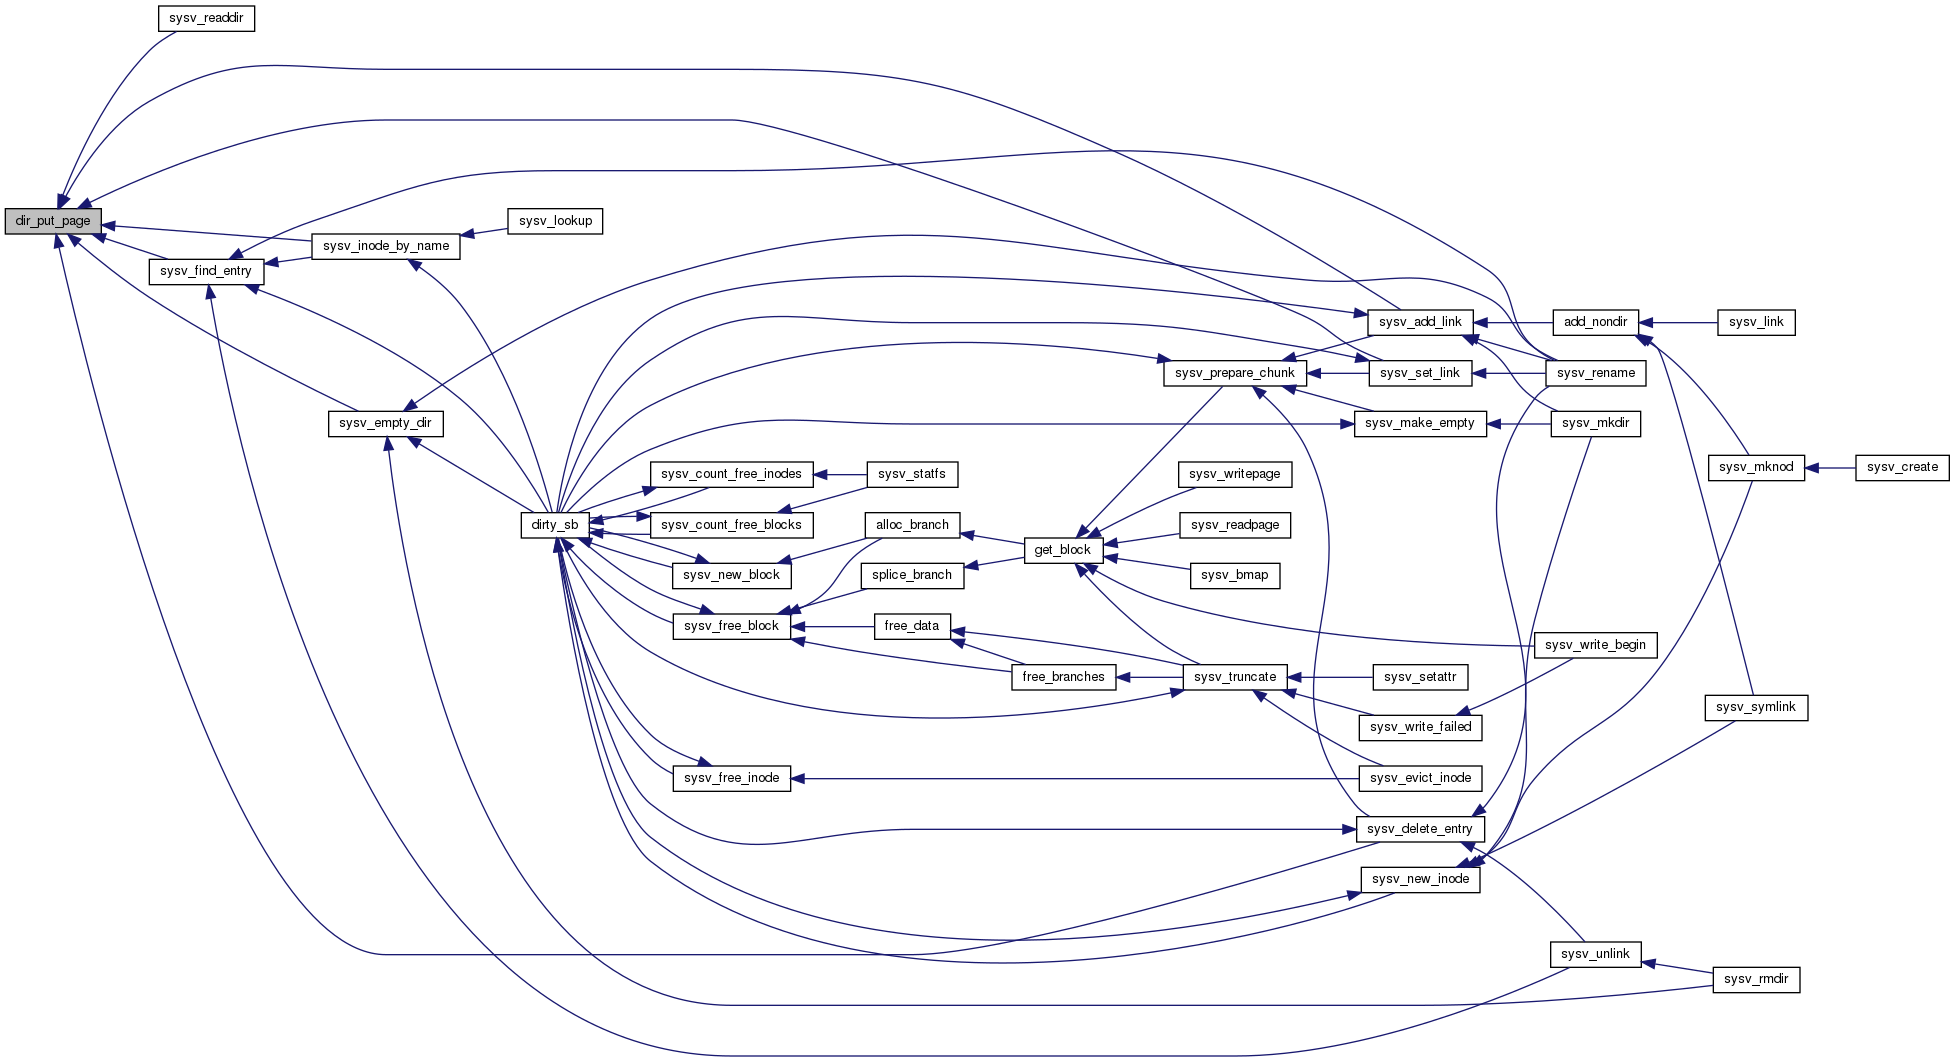 sysv_readdir
dir_put_page
sysv_lookup
sysv_inode_by_name
sysv_find_entry
sysv_add_link
add_nondir
sysv_link
sysv_prepare_chunk
sysv_set_link
sysv_rename
sysv_empty_dir
sysv_make_empty
sysv_mkdir
sysv_count_free_inodes
sysv_statfs
sysv_writepage
sysv_mknod
sysv_create
dirty_sb
sysv_count_free_blocks
alloc_branch
sysv_readpage
get_block
sysv_new_block
splice_branch
sysv_bmap
sysv_free_block
free_data
sysv_write_begin
free_branches
sysv_truncate
sysv_setattr
sysv_symlink
sysv_write_failed
sysv_free_inode
sysv_evict_inode
sysv_delete_entry
sysv_new_inode
sysv_unlink
sysv_rmdir